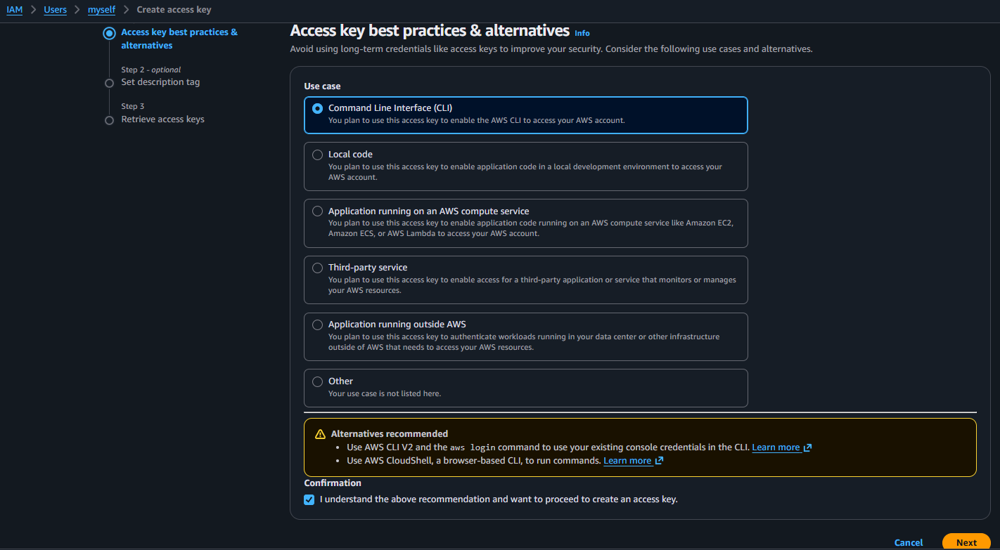 IAM > Users > myself > Create access key
Access key best practices &
alternatives
Step 2 - optional
Set description tag
Step 3
Retrieve access keys
Access key best practices & alternatives Info
Avoid using long-term credentials like access keys to improve your security. Consider the following use cases and alternatives.
Use case
Command Line Interface (CLI)
You plan to use this access key to enable the AWS CLI to access your AWS account.
Local code
You plan to use this access key to enable application code in a local development environment to access your
AWS account.
Application running on an AWS compute service
You plan to use this access key to enable application code running on an AWS compute service like Amazon EC2,
Amazon ECS, or AWS Lambda to access your AWS account.
Third-party service
You plan to use this access key to enable access for a third-party application or service that monitors or manages
your AWS resources.
Application running outside AWS
You plan to use this access key to authenticate workloads running in your data center or other infrastructure
outside of AWS that needs to access your AWS resources.
Other
Your use case is not listed here.
Alternatives recommended
• Use AWS CLI V2 and the aws login command to use your existing console credentials in the CLI. Learn more
• Use AWS CloudShell, a browser-based CLI, to run commands. Learn more
Confirmation
I understand the above recommendation and want to proceed to create an access key.
Cancel
Next